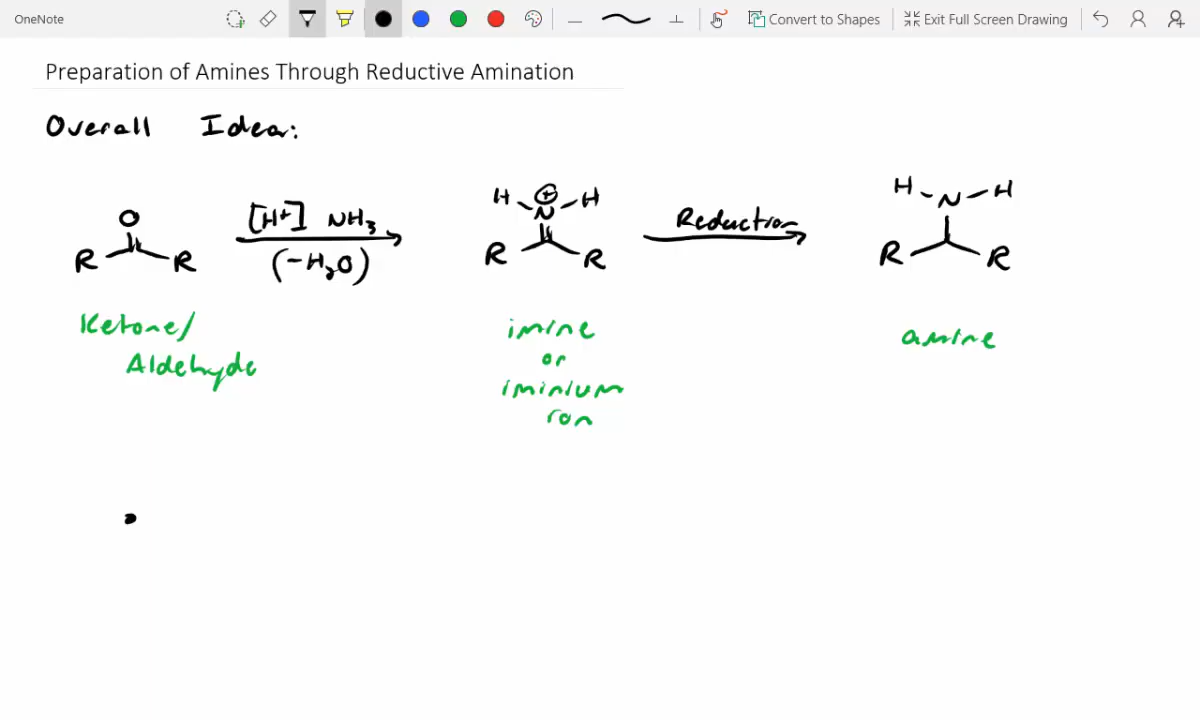 OneNote
Convert to Shapes
Exit Full Screen Drawing
Preparation of Amines Through Reductive Amination
Overall Idea:
O
R R
[H+] NH₃
(-H₂O)
H N H
+
R R
Reduction
H N H
R R
Ketone/
Aldehyde
imine
or
iminium
ion
amine